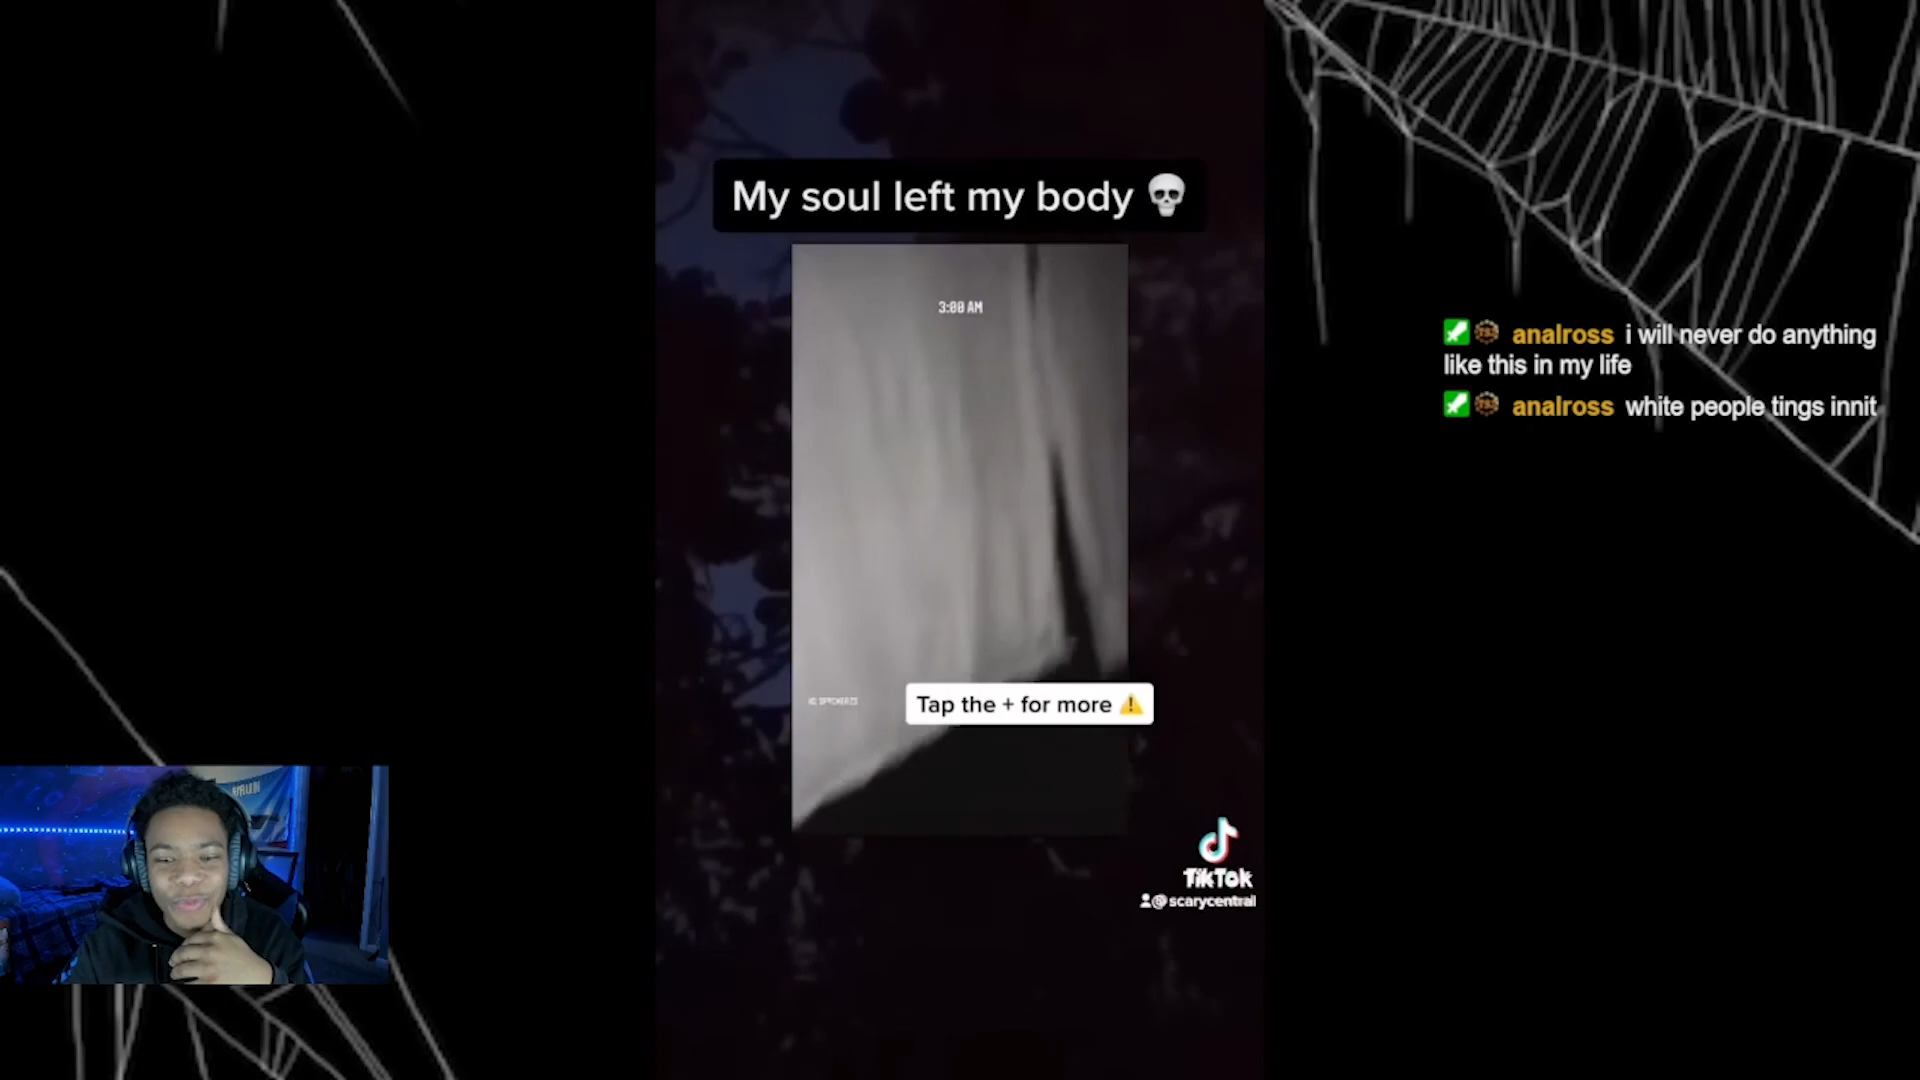 My soul left my body 💀
3:00 AM
analross i will never do anything
like this in my life
analross white people tings innit
Tap the + for more ⚠️
TikTok
@scarycentral